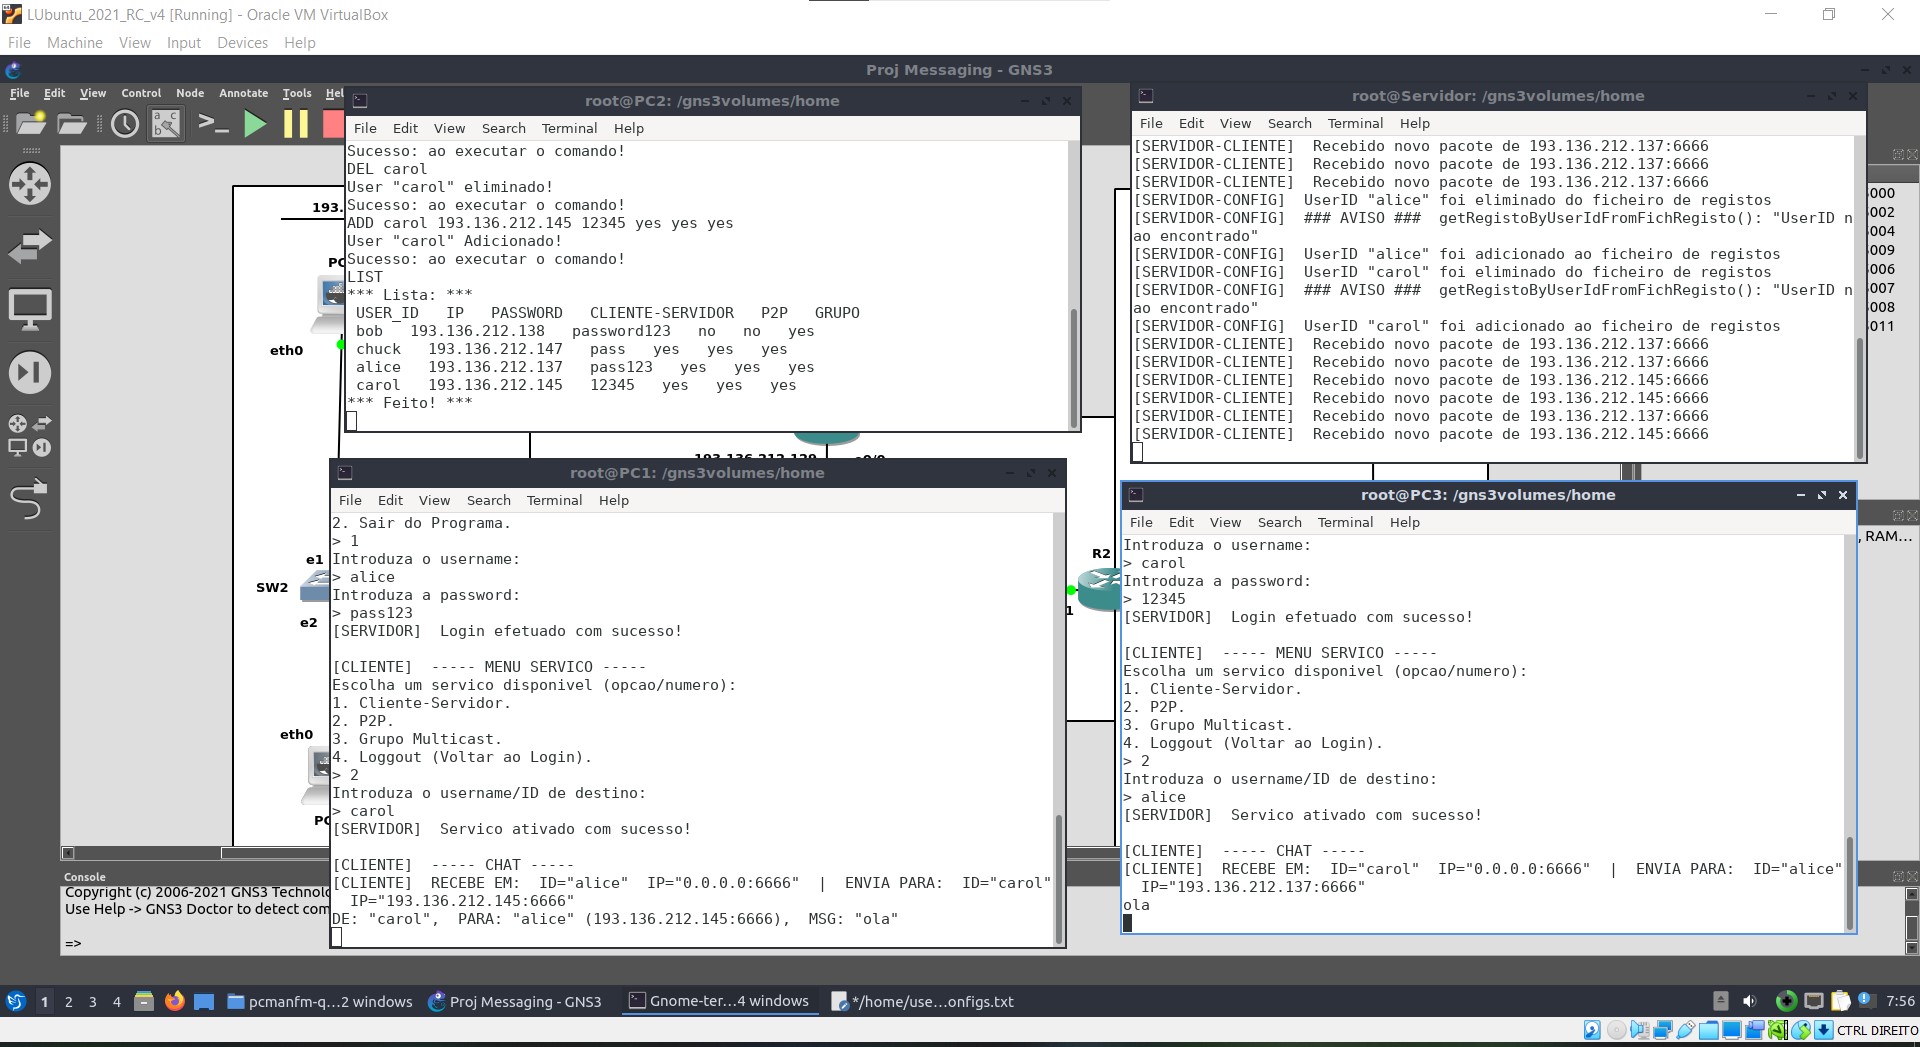 LUbuntu_2021_RC_v4 [Running] - Oracle VM VirtualBox
File Machine View Input Devices Help
Proj Messaging - GNS3
File Edit View Control Node Annotate Tools
root@PC2: /gns3volumes/home
File Edit View Search Terminal Help
Sucesso: ao executar o comando!
DEL carol
User "carol" eliminado!
Sucesso: ao executar o comando!
ADD carol 193.136.212.145 12345 yes yes yes
User "carol" Adicionado!
Sucesso: ao executar o comando!
LIST
*** Lista: ***
USER_ID IP PASSWORD CLIENTE-SERVIDOR P2P GRUPO
bob 193.136.212.138 password123 no no yes
chuck 193.136.212.147 pass yes yes yes
alice 193.136.212.137 pass123 yes yes yes
carol 193.136.212.145 12345 yes yes yes
*** Feito! ***
root@Servidor: /gns3volumes/home
File Edit View Search Terminal Help
[SERVIDOR-CLIENTE] Recebido novo pacote de 193.136.212.137:6666
[SERVIDOR-CLIENTE] Recebido novo pacote de 193.136.212.137:6666
[SERVIDOR-CLIENTE] Recebido novo pacote de 193.136.212.137:6666
[SERVIDOR-CONFIG] UserID "alice" foi eliminado do ficheiro de registos
[SERVIDOR-CONFIG] ### AVISO ### getRegistoByUserIdFromFichRegisto(): "UserID n
ao encontrado"
[SERVIDOR-CONFIG] UserID "alice" foi adicionado ao ficheiro de registos
[SERVIDOR-CONFIG] UserID "carol" foi eliminado do ficheiro de registos
[SERVIDOR-CONFIG] ### AVISO ### getRegistoByUserIdFromFichRegisto(): "UserID n
ao encontrado"
[SERVIDOR-CONFIG] UserID "carol" foi adicionado ao ficheiro de registos
[SERVIDOR-CLIENTE] Recebido novo pacote de 193.136.212.137:6666
[SERVIDOR-CLIENTE] Recebido novo pacote de 193.136.212.137:6666
[SERVIDOR-CLIENTE] Recebido novo pacote de 193.136.212.145:6666
[SERVIDOR-CLIENTE] Recebido novo pacote de 193.136.212.145:6666
[SERVIDOR-CLIENTE] Recebido novo pacote de 193.136.212.137:6666
[SERVIDOR-CLIENTE] Recebido novo pacote de 193.136.212.145:6666
193.
PC
eth0
e1
SW2
e2
eth0
PC
R2
1
root@PC1: /gns3volumes/home
File Edit View Search Terminal Help
2. Sair do Programa.
> 1
Introduza o username:
> alice
Introduza a password:
> pass123
[SERVIDOR] Login efetuado com sucesso!
[CLIENTE] ----- MENU SERVICO -----
Escolha um servico disponivel (opcao/numero):
1. Cliente-Servidor.
2. P2P.
3. Grupo Multicast.
4. Loggout (Voltar ao Login).
> 2
Introduza o username/ID de destino:
> carol
[SERVIDOR] Servico ativado com sucesso!
[CLIENTE] ----- CHAT -----
[CLIENTE] RECEBE EM: ID="alice" IP="0.0.0.0:6666" | ENVIA PARA: ID="carol"
IP="193.136.212.145:6666"
DE: "carol", PARA: "alice" (193.136.212.145:6666), MSG: "ola"
root@PC3: /gns3volumes/home
File Edit View Search Terminal Help
Introduza o username:
> carol
Introduza a password:
> 12345
[SERVIDOR] Login efetuado com sucesso!
[CLIENTE] ----- MENU SERVICO -----
Escolha um servico disponivel (opcao/numero):
1. Cliente-Servidor.
2. P2P.
3. Grupo Multicast.
4. Loggout (Voltar ao Login).
> 2
Introduza o username/ID de destino:
> alice
[SERVIDOR] Servico ativado com sucesso!
[CLIENTE] ----- CHAT -----
[CLIENTE] RECEBE EM: ID="carol" IP="0.0.0.0:6666" | ENVIA PARA: ID="alice"
IP="193.136.212.137:6666"
ola
000
002
004
009
006
007
008
011
, RAM...
Console
Copyright (c) 2006-2021 GNS3 Technolo
Use Help -> GNS3 Doctor to detect com
=>
1 2 3 4 pcmanfm-q...2 windows Proj Messaging - GNS3 Gnome-ter...4 windows */home/use...onfigs.txt 7:56
CTRL DIREITO